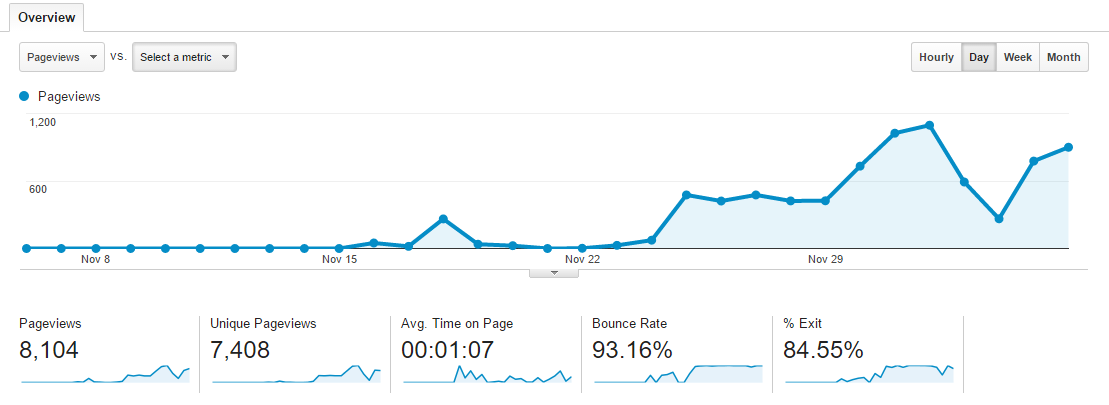 Overview
Pageviews VS. Select a metric Hourly Day Week Month
Pageviews
1,200
600
Nov 8 Nov 15 Nov 22 Nov 29
Pageviews Unique Pageviews Avg. Time on Page Bounce Rate % Exit
8,104 7,408 00:01:07 93.16% 84.55%